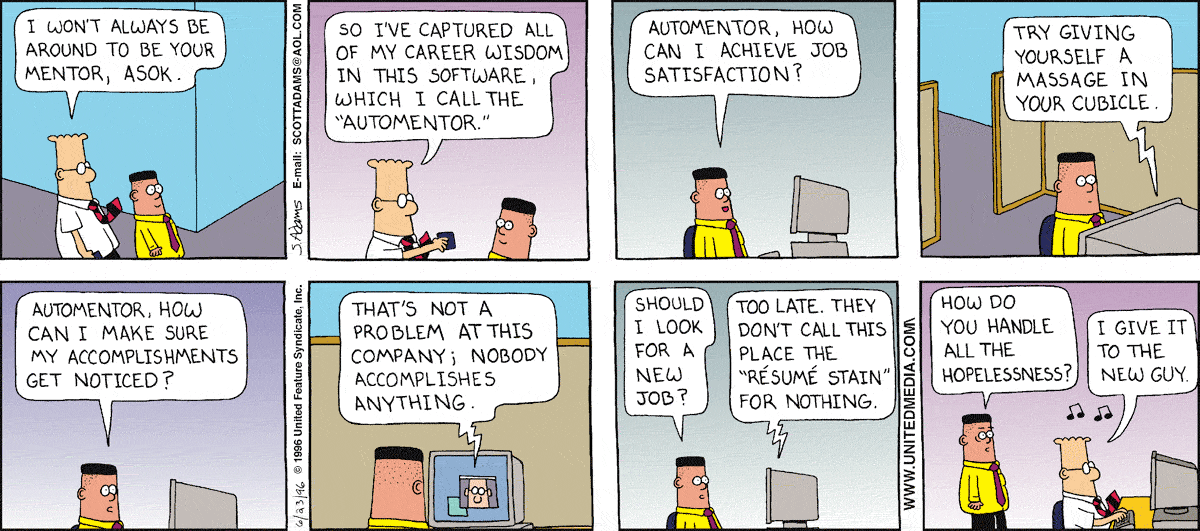 I WON'T ALWAYS BE
AROUND TO BE YOUR
MENTOR, ASOK.
S.Adams E-mail: SCOTTADAMS@AOL.COM
SO I'VE CAPTURED ALL
OF MY CAREER WISDOM
IN THIS SOFTWARE,
WHICH I CALL THE
"AUTOMENTOR."
AUTOMENTOR, HOW
CAN I ACHIEVE JOB
SATISFACTION?
TRY GIVING
YOURSELF A
MASSAGE IN
YOUR CUBICLE.
AUTOMENTOR, HOW
CAN I MAKE SURE
MY ACCOMPLISHMENTS
GET NOTICED?
6/23/96 © 1996 United Feature Syndicate, Inc.
THAT'S NOT A
PROBLEM AT THIS
COMPANY; NOBODY
ACCOMPLISHES
ANYTHING.
SHOULD
I LOOK
FOR A
NEW
JOB?
TOO LATE. THEY
DON'T CALL THIS
PLACE THE
"RÉSUMÉ STAIN"
FOR NOTHING.
WWW.UNITEDMEDIA.COM\
HOW DO
YOU HANDLE
ALL THE
HOPELESSNESS?
I GIVE IT
TO THE
NEW GUY.